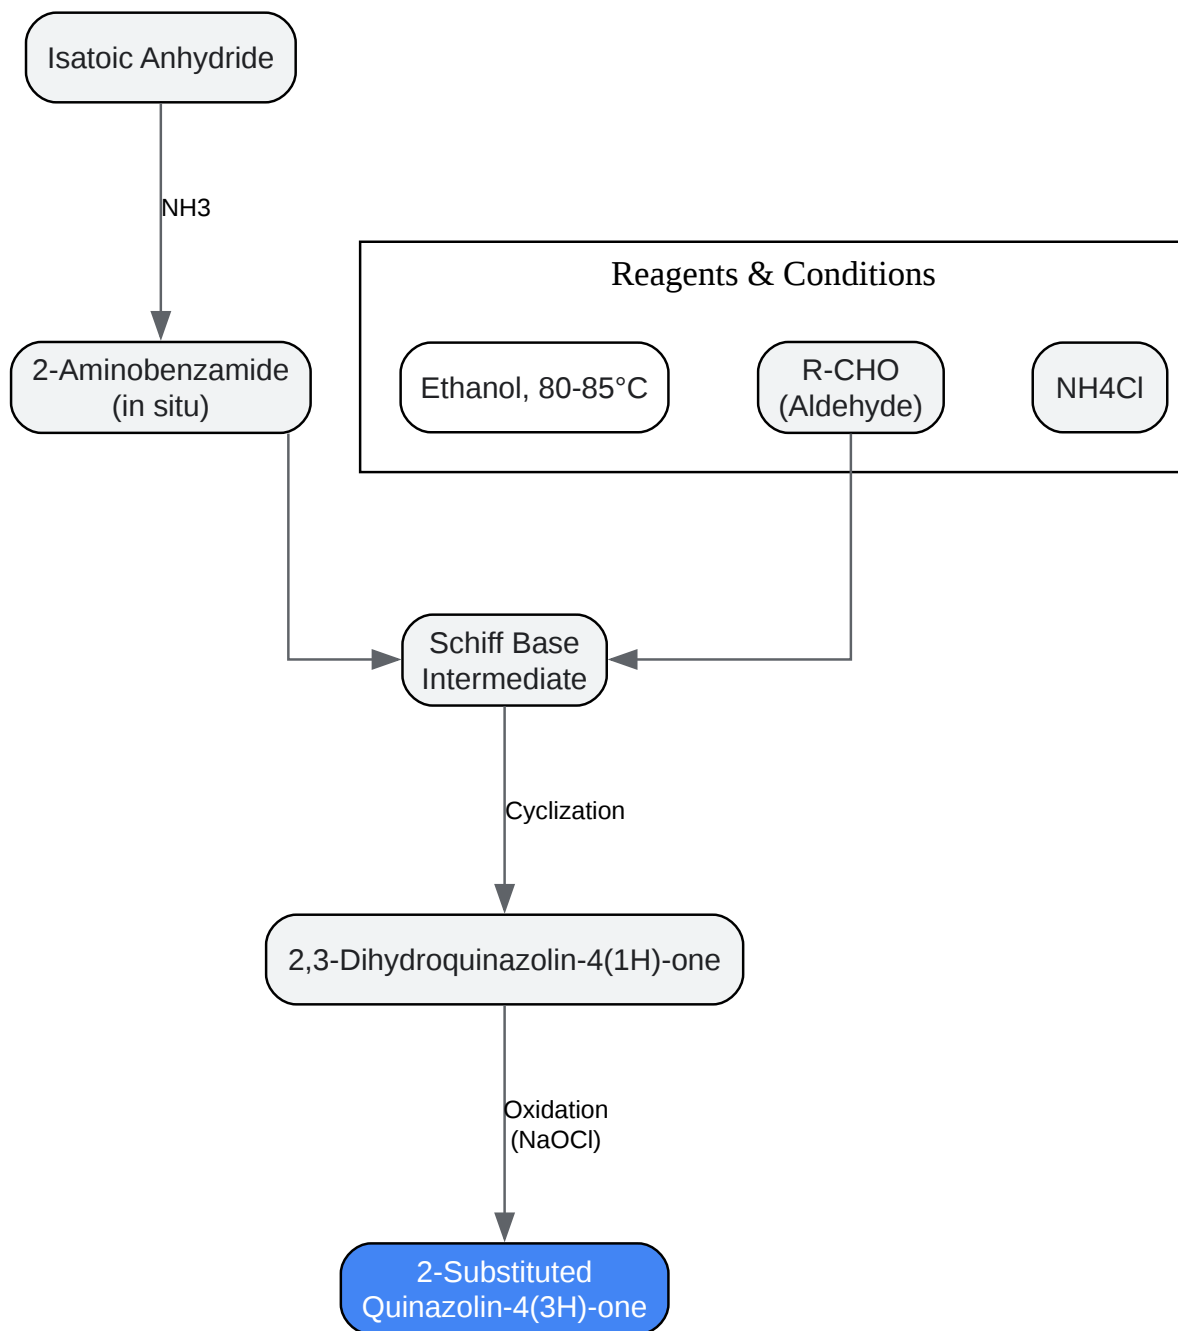 Isatoic Anhydride
NH3
Reagents & Conditions
2-Aminobenzamide
(in situ)
Ethanol, 80-85°C
R-CHO
(Aldehyde)
NH4Cl
Schiff Base
Intermediate
Cyclization
2,3-Dihydroquinazolin-4(1H)-one
Oxidation
(NaOCl)
2-Substituted
Quinazolin-4(3H)-one